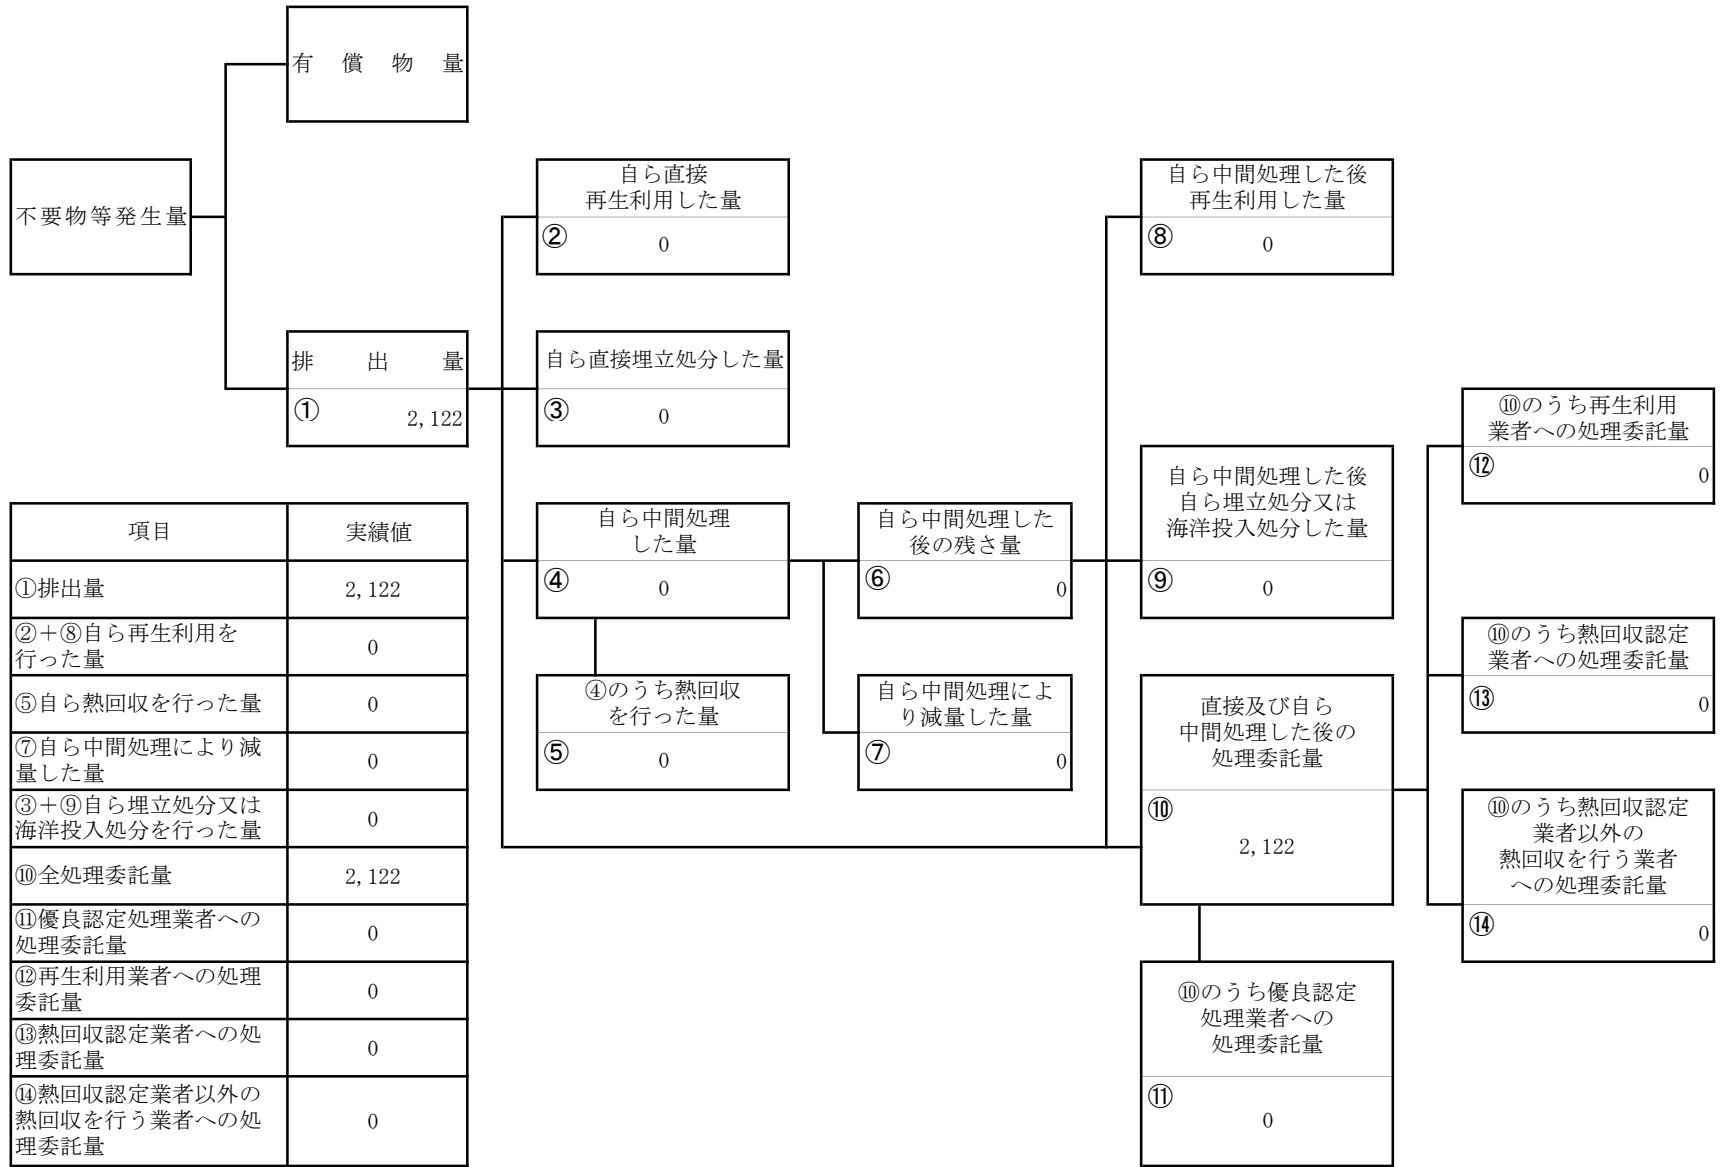 有償物量
不要物等発生量
排出量
① 2,122
自ら直接
再生利用した量
② 0
自ら直接埋立処分した量
③ 0
自ら中間処理
した量
④ 0
④のうち熱回収
を行った量
⑤ 0
自ら中間処理した
後の残さ量
⑥ 0
自ら中間処理によ
り減量した量
⑦ 0
自ら中間処理した後
再生利用した量
⑧ 0
自ら中間処理した後
自ら埋立処分又は
海洋投入処分した量
⑨ 0
直接及び自ら
中間処理した後の
処理委託量
⑩
2,122
⑩のうち優良認定
処理業者への
処理委託量
⑪
0
⑩のうち再生利用
業者への処理委託量
⑫ 0
⑩のうち熱回収認定
業者への処理委託量
⑬ 0
⑩のうち熱回収認定
業者以外の
熱回収を行う業者
への処理委託量
⑭ 0
項目 実績値
①排出量 2,122
②+⑧自ら再生利用を
行った量 0
⑤自ら熱回収を行った量 0
⑦自ら中間処理により減
量した量 0
③+⑨自ら埋立処分又は
海洋投入処分を行った量 0
⑩全処理委託量 2,122
⑪優良認定処理業者への
処理委託量 0
⑫再生利用業者への処理
委託量 0
⑬熱回収認定業者への処
理委託量 0
⑭熱回収認定業者以外の
熱回収を行う業者への処
理委託量 0